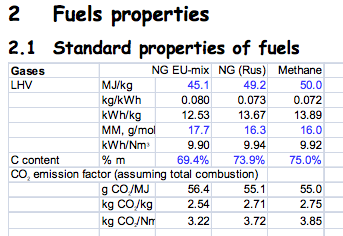 2 Fuels properties
2.1 Standard properties of fuels
Gases NG EU-mix NG (Rus) Methane
LHV MJ/kg 45.1 49.2 50.0
kg/kWh 0.080 0.073 0.072
kWh/kg 12.53 13.67 13.89
MM, g/mol 17.7 16.3 16.0
kWh/Nm³ 9.90 9.94 9.92
C content % m 69.4% 73.9% 75.0%
CO₂ emission factor (assuming total combustion)
g CO₂/MJ 56.4 55.1 55.0
kg CO₂/kg 2.54 2.71 2.75
kg CO₂/Nm 3.22 3.72 3.85